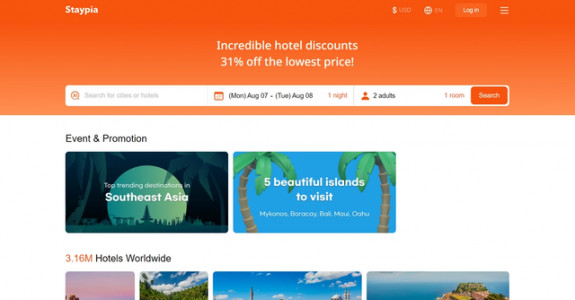 Staypia
$ USD
EN
Log in
Incredible hotel discounts
31% off the lowest price!
Search for cities or hotels
(Mon) Aug 07 - (Tue) Aug 08
1 night
2 adults
1 room
Search
Event & Promotion
Top trending destinations in
Southeast Asia
5 beautiful islands
to visit
Mykonos, Boracay, Bali, Maui, Oahu
3.16M Hotels Worldwide